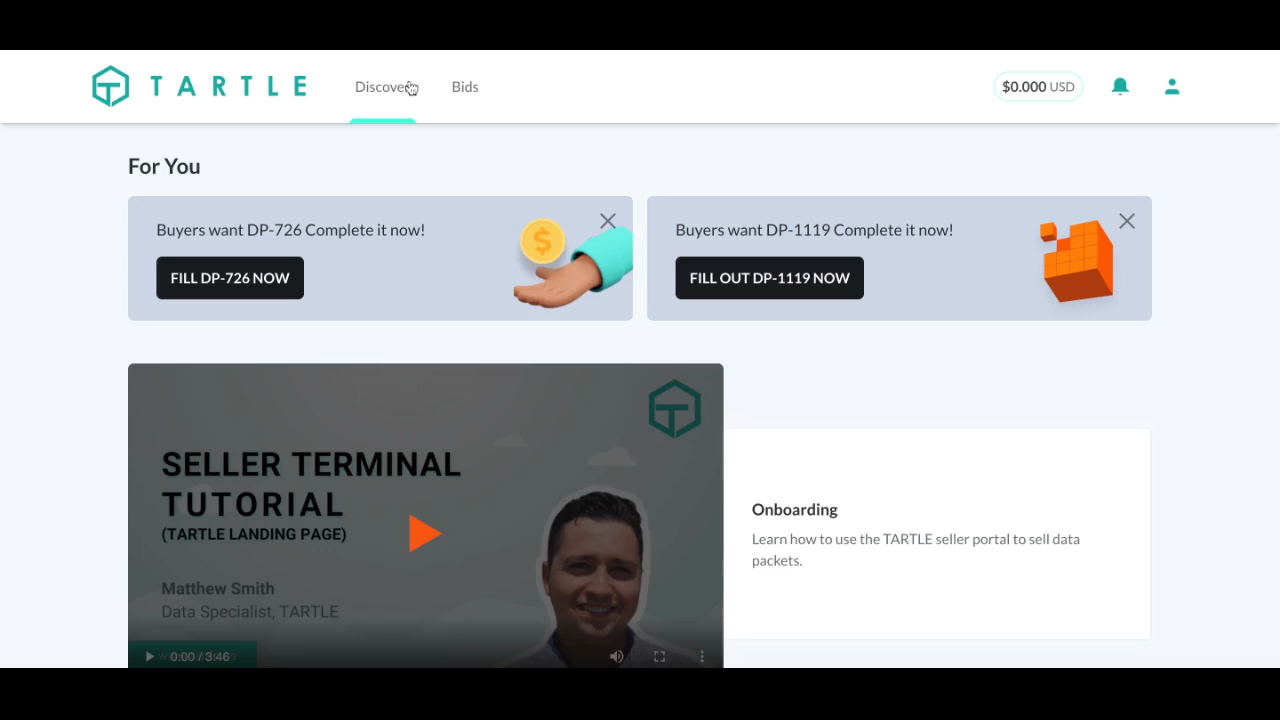 TARTLE
Discover
Bids
$0.000 USD
For You
Buyers want DP-726 Complete it now!
FILL DP-726 NOW
Buyers want DP-1119 Complete it now!
FILL OUT DP-1119 NOW
SELLER TERMINAL
TUTORIAL
(TARTLE LANDING PAGE)
Matthew Smith
Data Specialist, TARTLE
0:00 / 3:46
Onboarding
Learn how to use the TARTLE seller portal to sell data
packets.